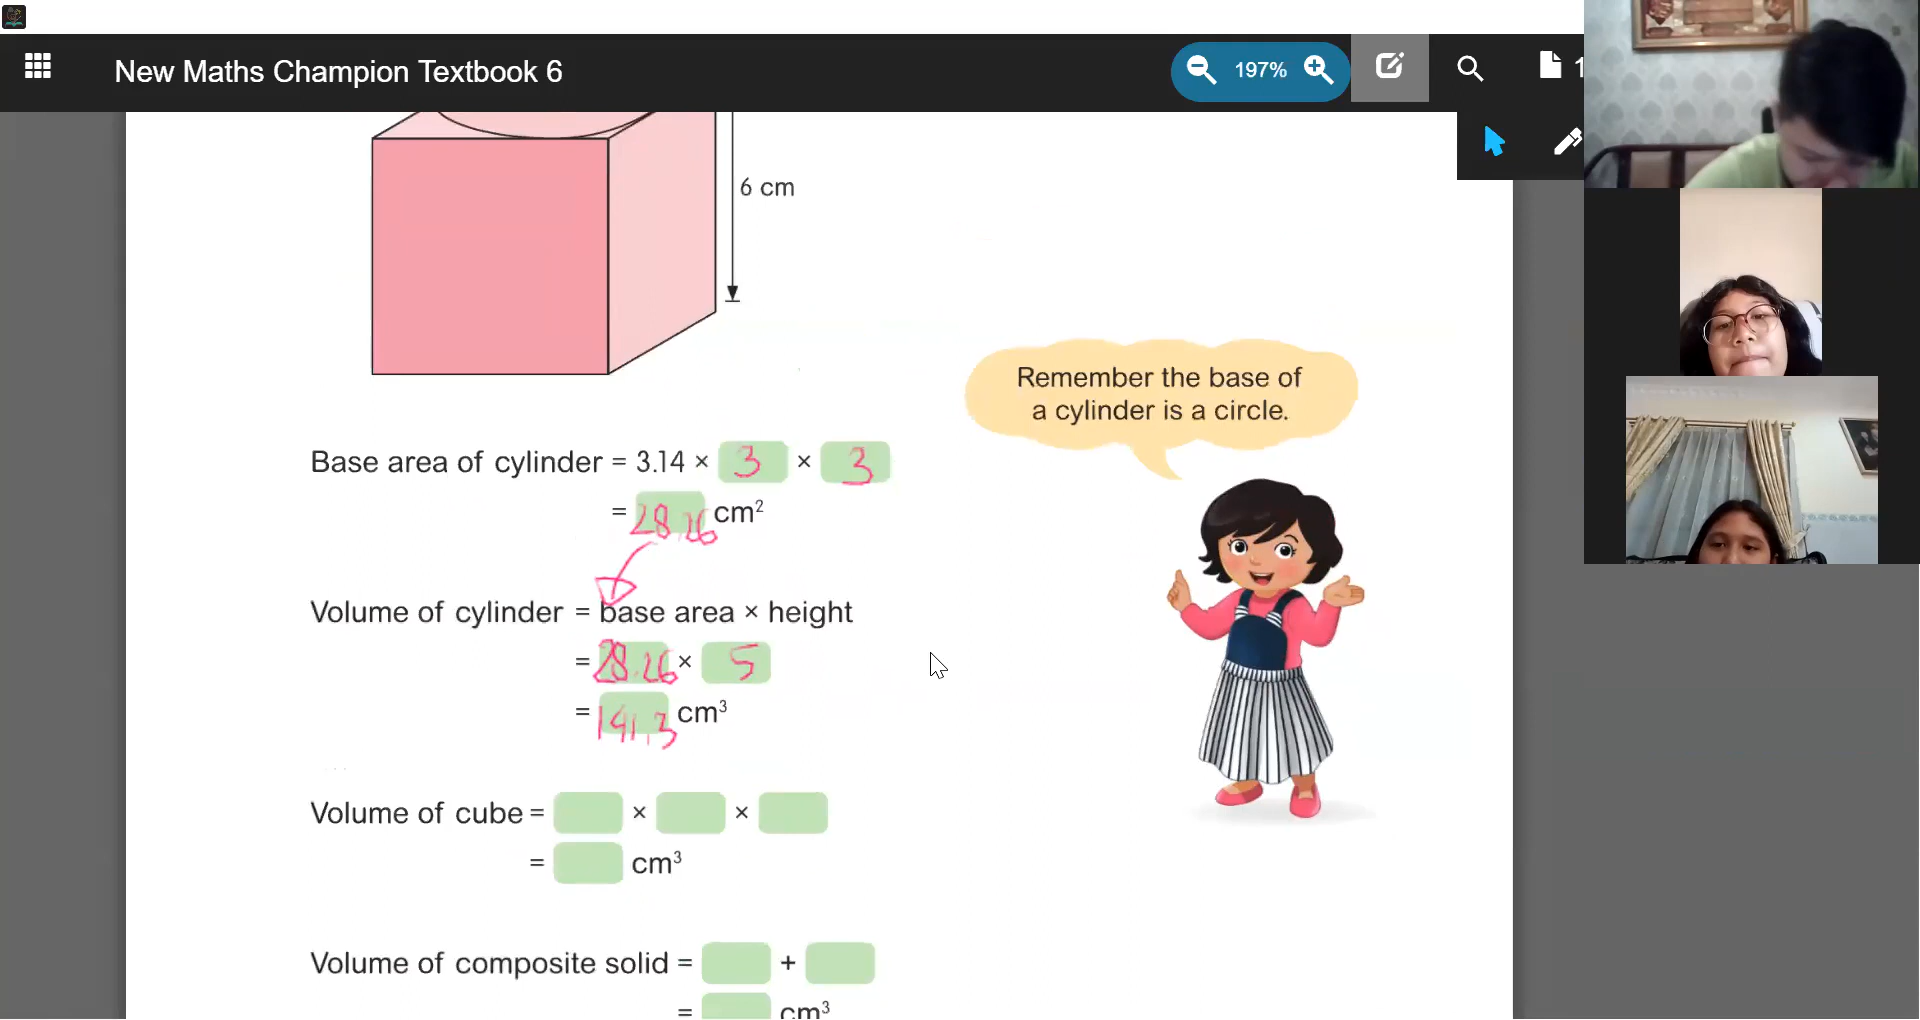 New Maths Champion Textbook 6
197%
1
6 cm
Remember the base of
a cylinder is a circle.
Base area of cylinder = 3.14 × 3 × 3
= 28.26 cm²
Volume of cylinder = base area × height
= 28.26 × 5
= 141.3 cm³
Volume of cube = × ×
= cm³
Volume of composite solid = +
= cm³